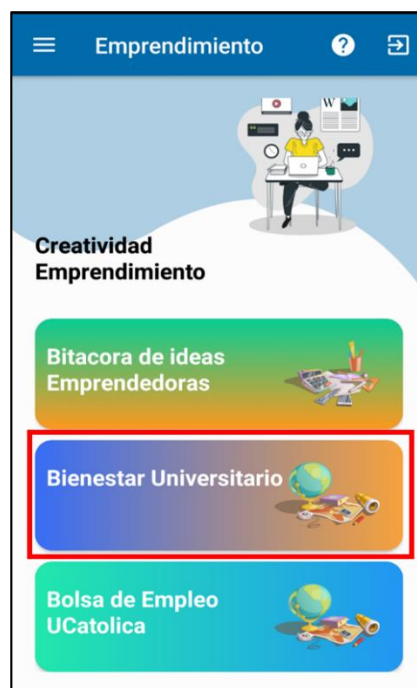 Emprendimiento
?
W
Creatividad
Emprendimiento
Bitacora de ideas
Emprendedoras
Bienestar Universitario
Bolsa de Empleo
UCatolica